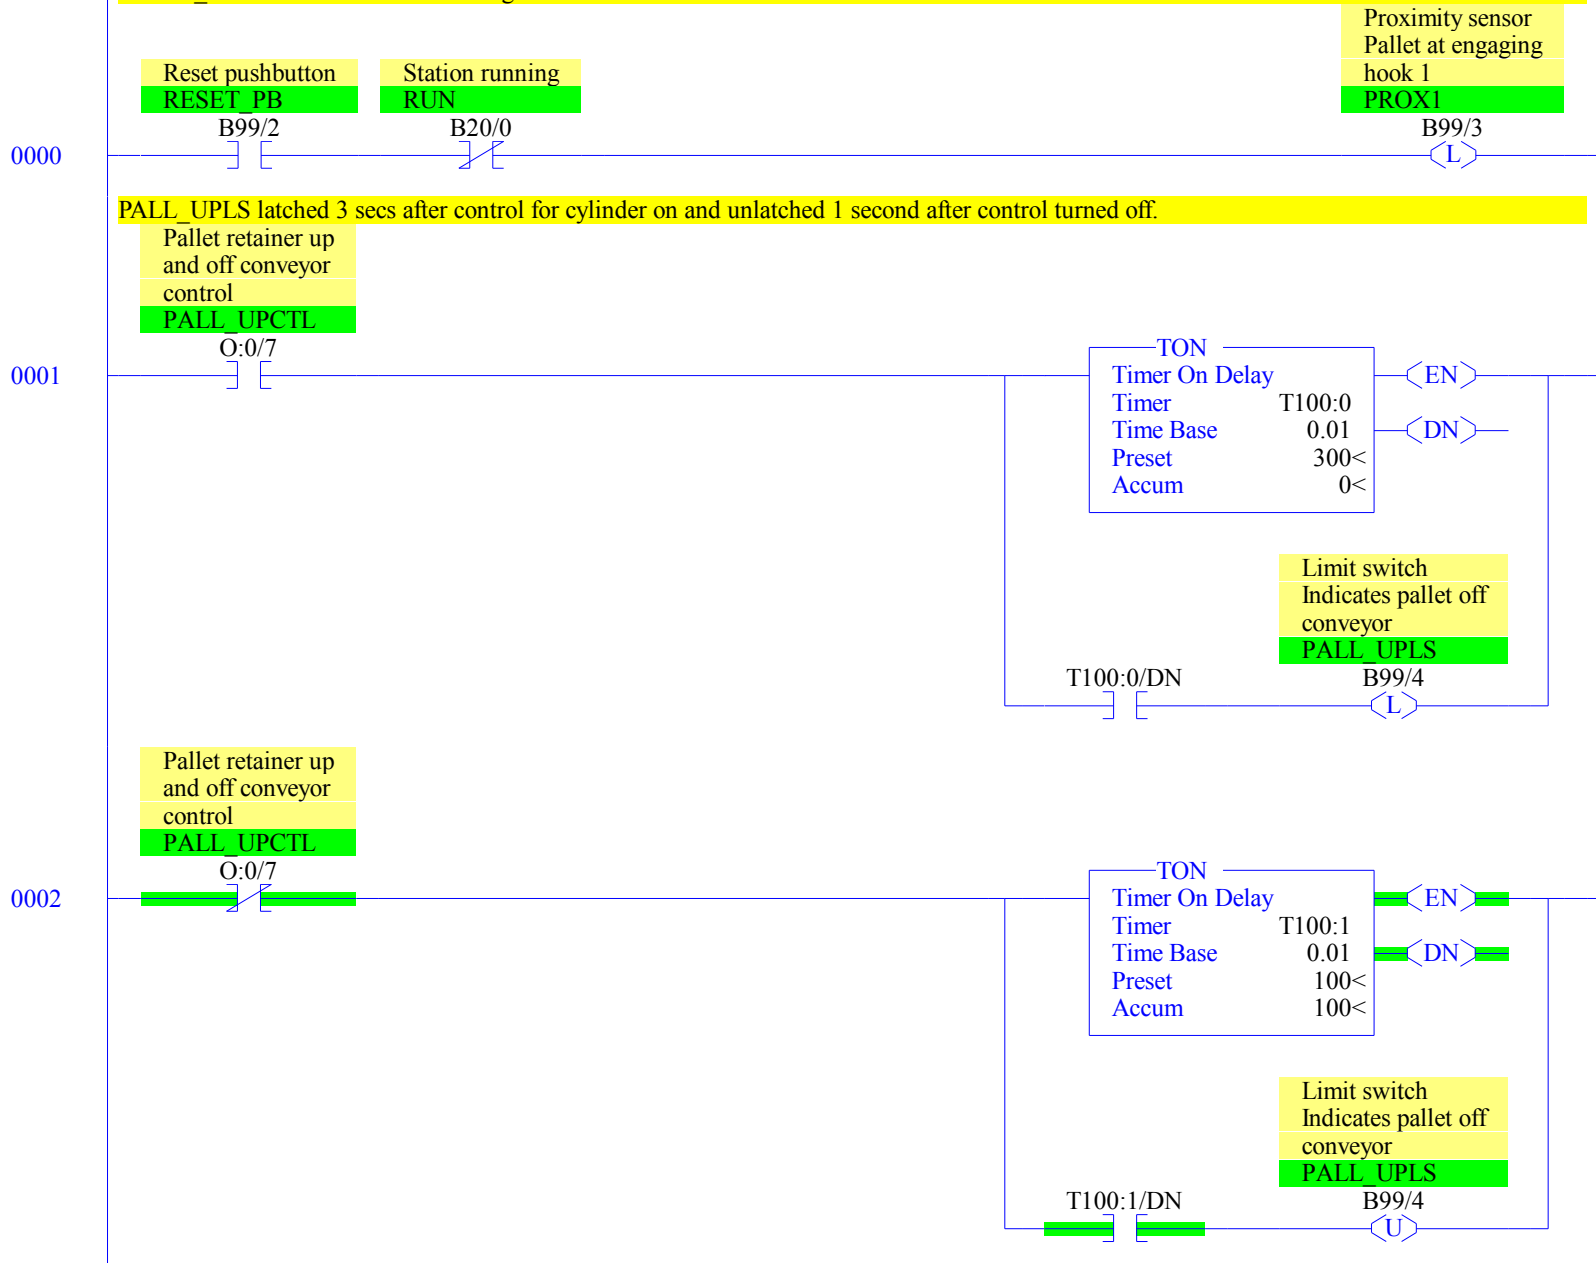 Proximity sensor
Pallet at engaging
hook 1
PROX1
B99/3
Reset pushbutton
RESET_PB
B99/2
Station running
RUN
B20/0
0000
L
PALL_UPLS latched 3 secs after control for cylinder on and unlatched 1 second after control turned off.
Pallet retainer up
and off conveyor
control
PALL_UPCTL
O:0/7
0001
TON
Timer On Delay
Timer T100:0
Time Base 0.01
Preset 300<
Accum 0<
EN
DN
Limit switch
Indicates pallet off
conveyor
PALL_UPLS
B99/4
T100:0/DN
L
Pallet retainer up
and off conveyor
control
PALL_UPCTL
O:0/7
0002
TON
Timer On Delay
Timer T100:1
Time Base 0.01
Preset 100<
Accum 100<
EN
DN
Limit switch
Indicates pallet off
conveyor
PALL_UPLS
B99/4
T100:1/DN
U